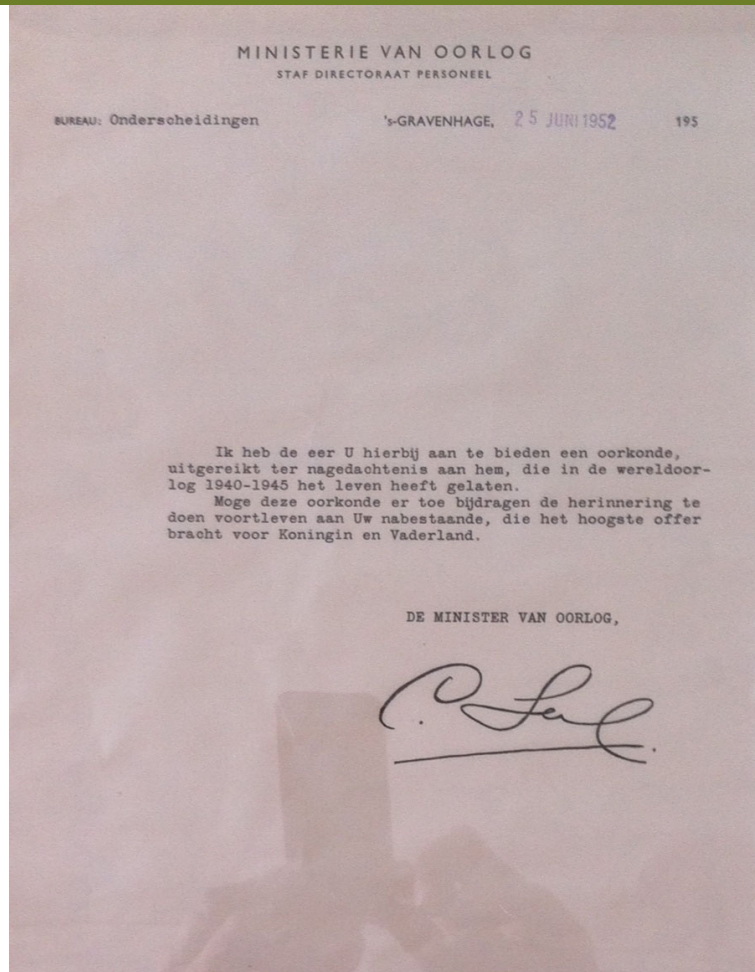 MINISTERIE VAN OORLOG
STAF DIRECTORAAT PERSONEEL
BUREAU: Onderscheidingen 's-GRAVENHAGE, 25 JUNI 1952 195
Ik heb de eer U hierbij aan te bieden een oorkonde,
uitgereikt ter nagedachtenis aan hem, die in de wereldoor-
log 1940-1945 het leven heeft gelaten.
Moge deze oorkonde er toe bijdragen de herinnering te
doen voortleven aan Uw nabestaande, die het hoogste offer
bracht voor Koningin en Vaderland.
DE MINISTER VAN OORLOG,